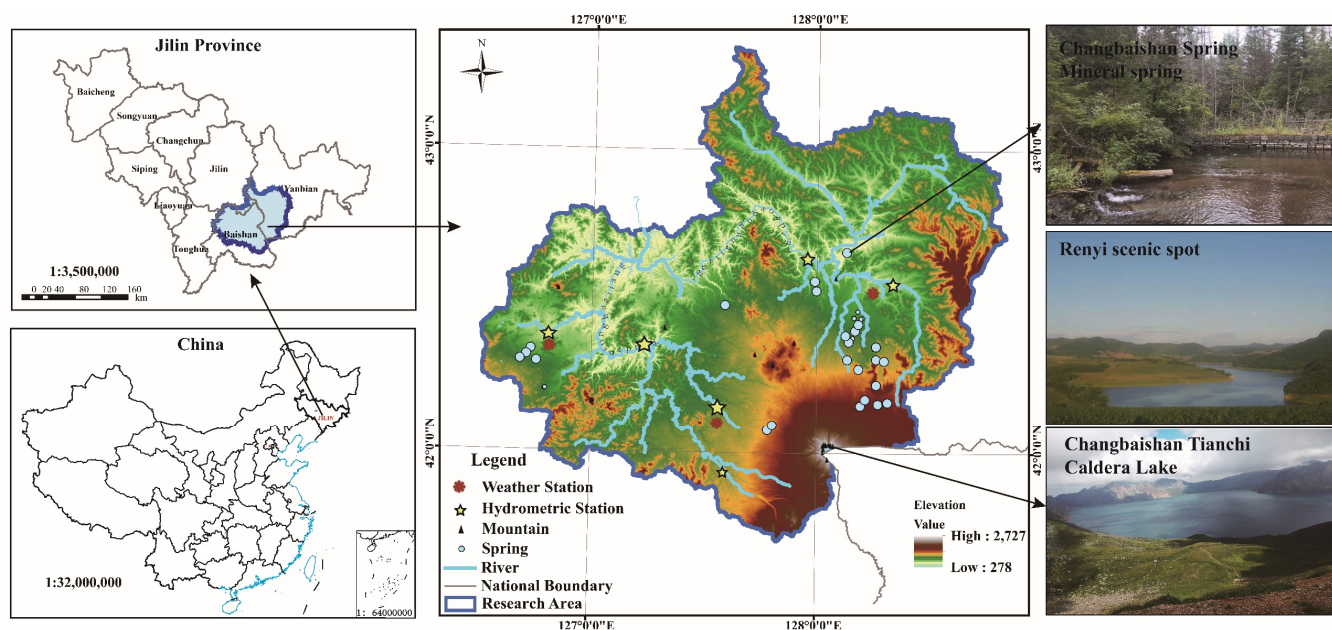 Jilin Province
Baicheng
Songyuan
Changchun
Siping
Jilin
Yanbian
Liaoyuan
Baishan
Tonghua
1:3,500,000
0 20 40 80 120 160
km
China
JILIN
1:32,000,000
1: 64000000
127°0'0"E
128°0'0"E
N
43°0'0"N
43°0'0"N
42°0'0"N
42°0'0"N
Legend
Weather Station
Hydrometric Station
Mountain
Spring
River
National Boundary
Research Area
Elevation
Value
High : 2,727
Low : 278
127°0'0"E
128°0'0"E
Changbaishan Spring
Mineral spring
Renyi scenic spot
Changbaishan Tianchi
Caldera Lake